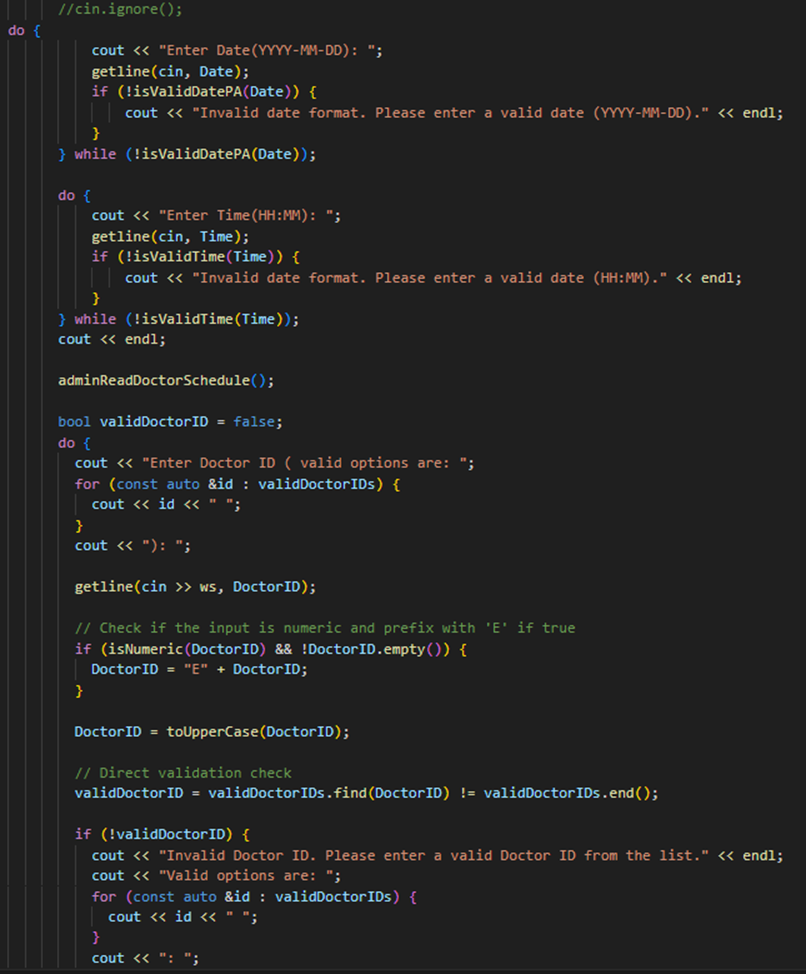 //cin.ignore();
do {
cout << "Enter Date(YYYY-MM-DD): ";
getline(cin, Date);
if (!isValidDatePA(Date)) {
cout << "Invalid date format. Please enter a valid date (YYYY-MM-DD)." << endl;
}
} while (!isValidDatePA(Date));
do {
cout << "Enter Time(HH:MM): ";
getline(cin, Time);
if (!isValidTime(Time)) {
cout << "Invalid date format. Please enter a valid date (HH:MM)." << endl;
}
} while (!isValidTime(Time));
cout << endl;
adminReadDoctorSchedule();
bool validDoctorID = false;
do {
cout << "Enter Doctor ID ( valid options are: ";
for (const auto &id : validDoctorIDs) {
cout << id << " ";
}
cout << "): ";
getline(cin >> ws, DoctorID);
// Check if the input is numeric and prefix with 'E' if true
if (isNumeric(DoctorID) && !DoctorID.empty()) {
DoctorID = "E" + DoctorID;
}
DoctorID = toUpperCase(DoctorID);
// Direct validation check
validDoctorID = validDoctorIDs.find(DoctorID) != validDoctorIDs.end();
if (!validDoctorID) {
cout << "Invalid Doctor ID. Please enter a valid Doctor ID from the list." << endl;
cout << "Valid options are: ";
for (const auto &id : validDoctorIDs) {
cout << id << " ";
}
cout << ": ";